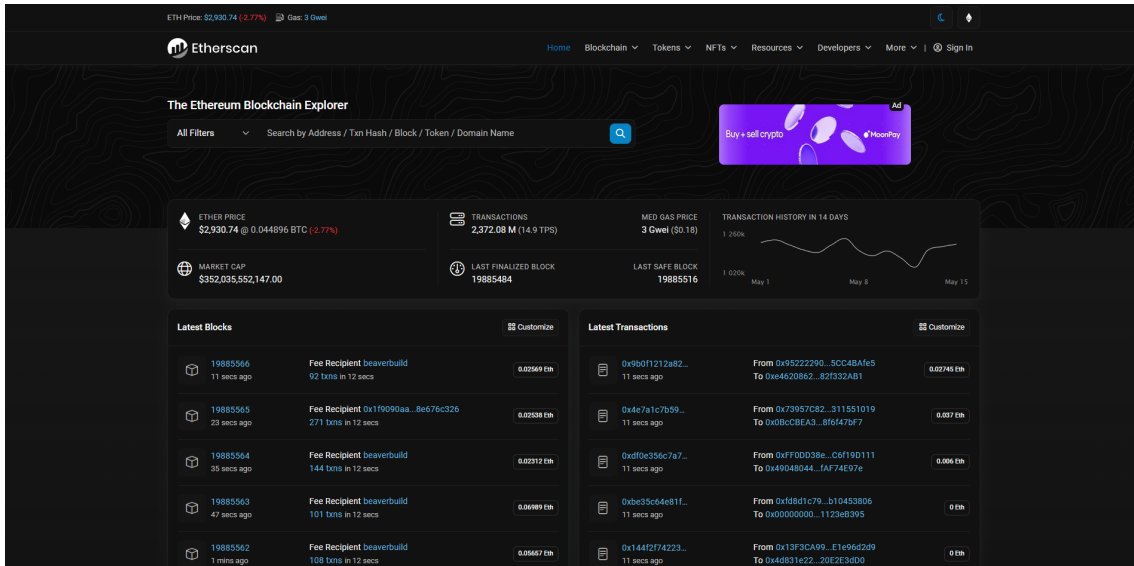 ETH Price: $2,930.74 (-2.77%) Gas: 3 Gwei
Etherscan
Home Blockchain Tokens NFTs Resources Developers More | Sign In
The Ethereum Blockchain Explorer
All Filters Search by Address / Txn Hash / Block / Token / Domain Name
Ad
Buy + sell crypto MoonPay
ETHER PRICE
$2,930.74 @ 0.044896 BTC (-2.77%)
TRANSACTIONS
2,372.08 M (14.9 TPS)
MED GAS PRICE
3 Gwei ($0.18)
MARKET CAP
$352,035,552,147.00
LAST FINALIZED BLOCK
19885484
LAST SAFE BLOCK
19885516
TRANSACTION HISTORY IN 14 DAYS
1 260k
1 020k
May 1 May 8 May 15
Latest Blocks Customize
19885566 Fee Recipient beaverbuild 0.02569 Eth
11 secs ago 92 txns in 12 secs
19885565 Fee Recipient 0x1f9090aa...8e676c326 0.02538 Eth
23 secs ago 271 txns in 12 secs
19885564 Fee Recipient beaverbuild 0.02312 Eth
35 secs ago 144 txns in 12 secs
19885563 Fee Recipient beaverbuild 0.06989 Eth
47 secs ago 101 txns in 12 secs
19885562 Fee Recipient beaverbuild 0.05657 Eth
1 mins ago 108 txns in 12 secs
Latest Transactions Customize
0x9b0f1212a82... From 0x95222290...5CC4BAfe5 0.02745 Eth
11 secs ago To 0xe4620862...82f332AB1
0x4e7a1c7b59... From 0x73957C82...311551019 0.037 Eth
11 secs ago To 0x0BcCBEA3...8f6f47bF7
0xdf0e356c7a7... From 0xFF0DD38e...C6f19D111 0.006 Eth
11 secs ago To 0x49048044...fAF74E97e
0xbe35c64e81f... From 0xfd8d1c79...b10453806 0 Eth
11 secs ago To 0x00000000...1123eB395
0x144f2f74223... From 0x13F3CA99...E1e96d2d9 0 Eth
11 secs ago To 0x4d831e22...20E2E3dD0